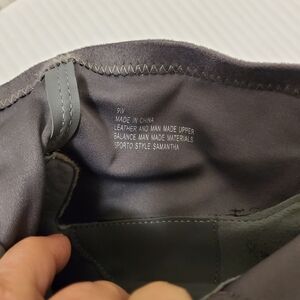 9W
MADE IN CHINA
LEATHER AND MAN MADE UPPER
BALANCE MAN MADE MATERIALS
SPORTO STYLE SAMANTHA